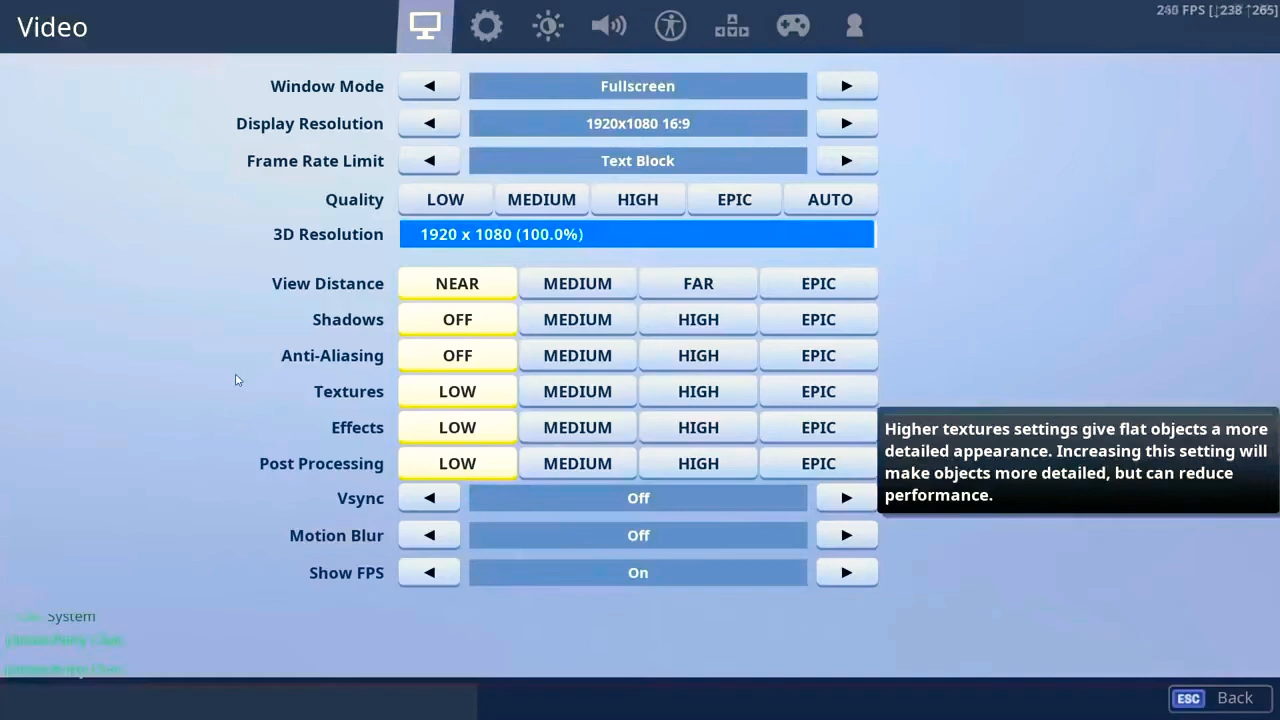 Video
240 FPS [↓238 ↑265]
Window Mode ◄ Fullscreen ►
Display Resolution ◄ 1920x1080 16:9 ►
Frame Rate Limit ◄ Text Block ►
Quality LOW MEDIUM HIGH EPIC AUTO
3D Resolution 1920 x 1080 (100.0%)
View Distance NEAR MEDIUM FAR EPIC
Shadows OFF MEDIUM HIGH EPIC
Anti-Aliasing OFF MEDIUM HIGH EPIC
Textures LOW MEDIUM HIGH EPIC
Effects LOW MEDIUM HIGH EPIC
Post Processing LOW MEDIUM HIGH EPIC
Higher textures settings give flat objects a more
detailed appearance. Increasing this setting will
make objects more detailed, but can reduce
performance.
Vsync ◄ Off ►
Motion Blur ◄ Off ►
Show FPS ◄ On ►
System
ESC Back